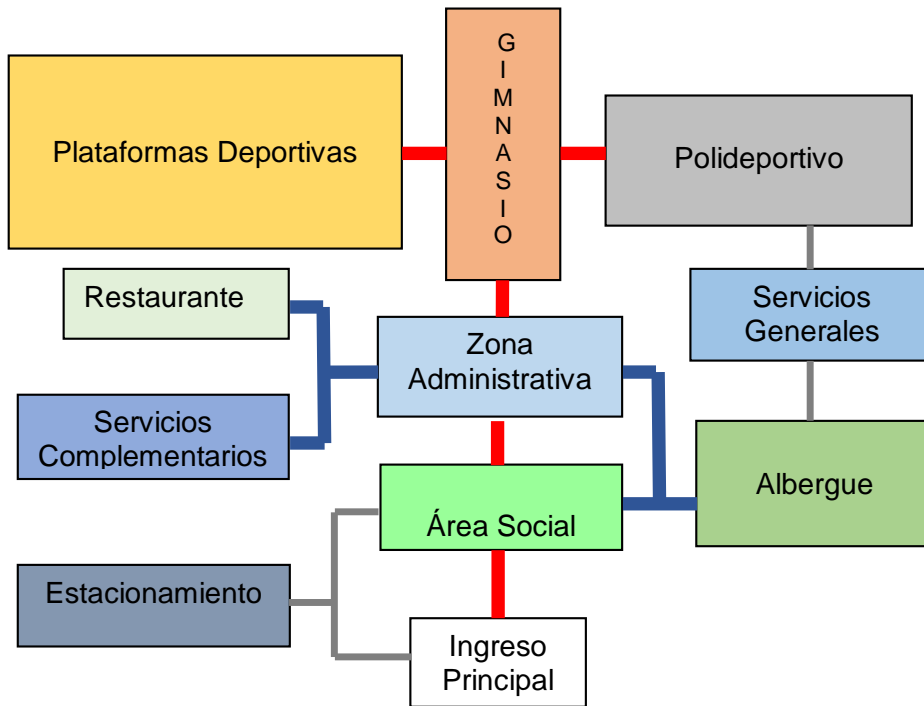 G
I
M
N
A
S
I
O
Plataformas Deportivas
Polideportivo
Restaurante
Servicios
Generales
Zona
Administrativa
Servicios
Complementarios
Albergue
Área Social
Estacionamiento
Ingreso
Principal